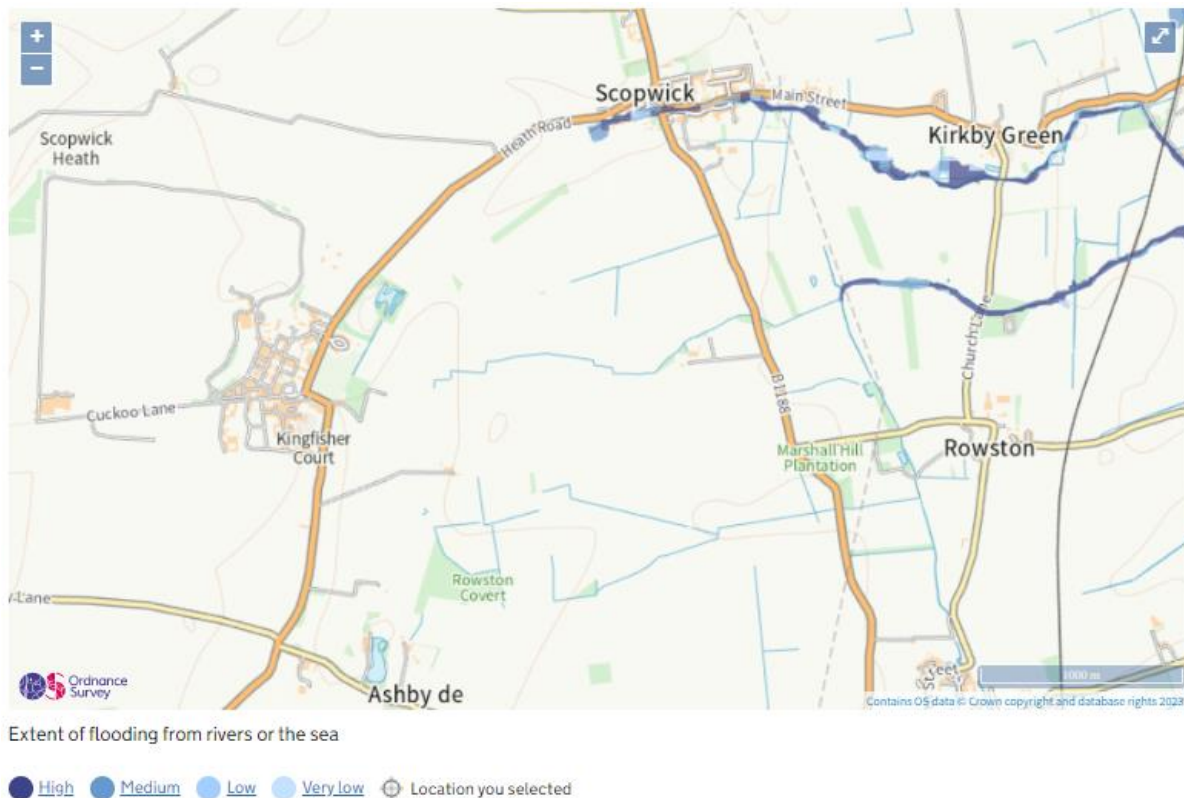 +
−
Scopwick
Main Street
Heath Road
Kirkby Green
Scopwick
Heath
Church Lane
B1188
Cuckoo Lane
Kingfisher
Court
Marshall Hill
Plantation
Rowston
Rowston
Covert
Lane
Ashby de
Street
Ordnance
Survey
1000 m
Contains OS data © Crown copyright and database rights 2023
Extent of flooding from rivers or the sea
High Medium Low Very low Location you selected